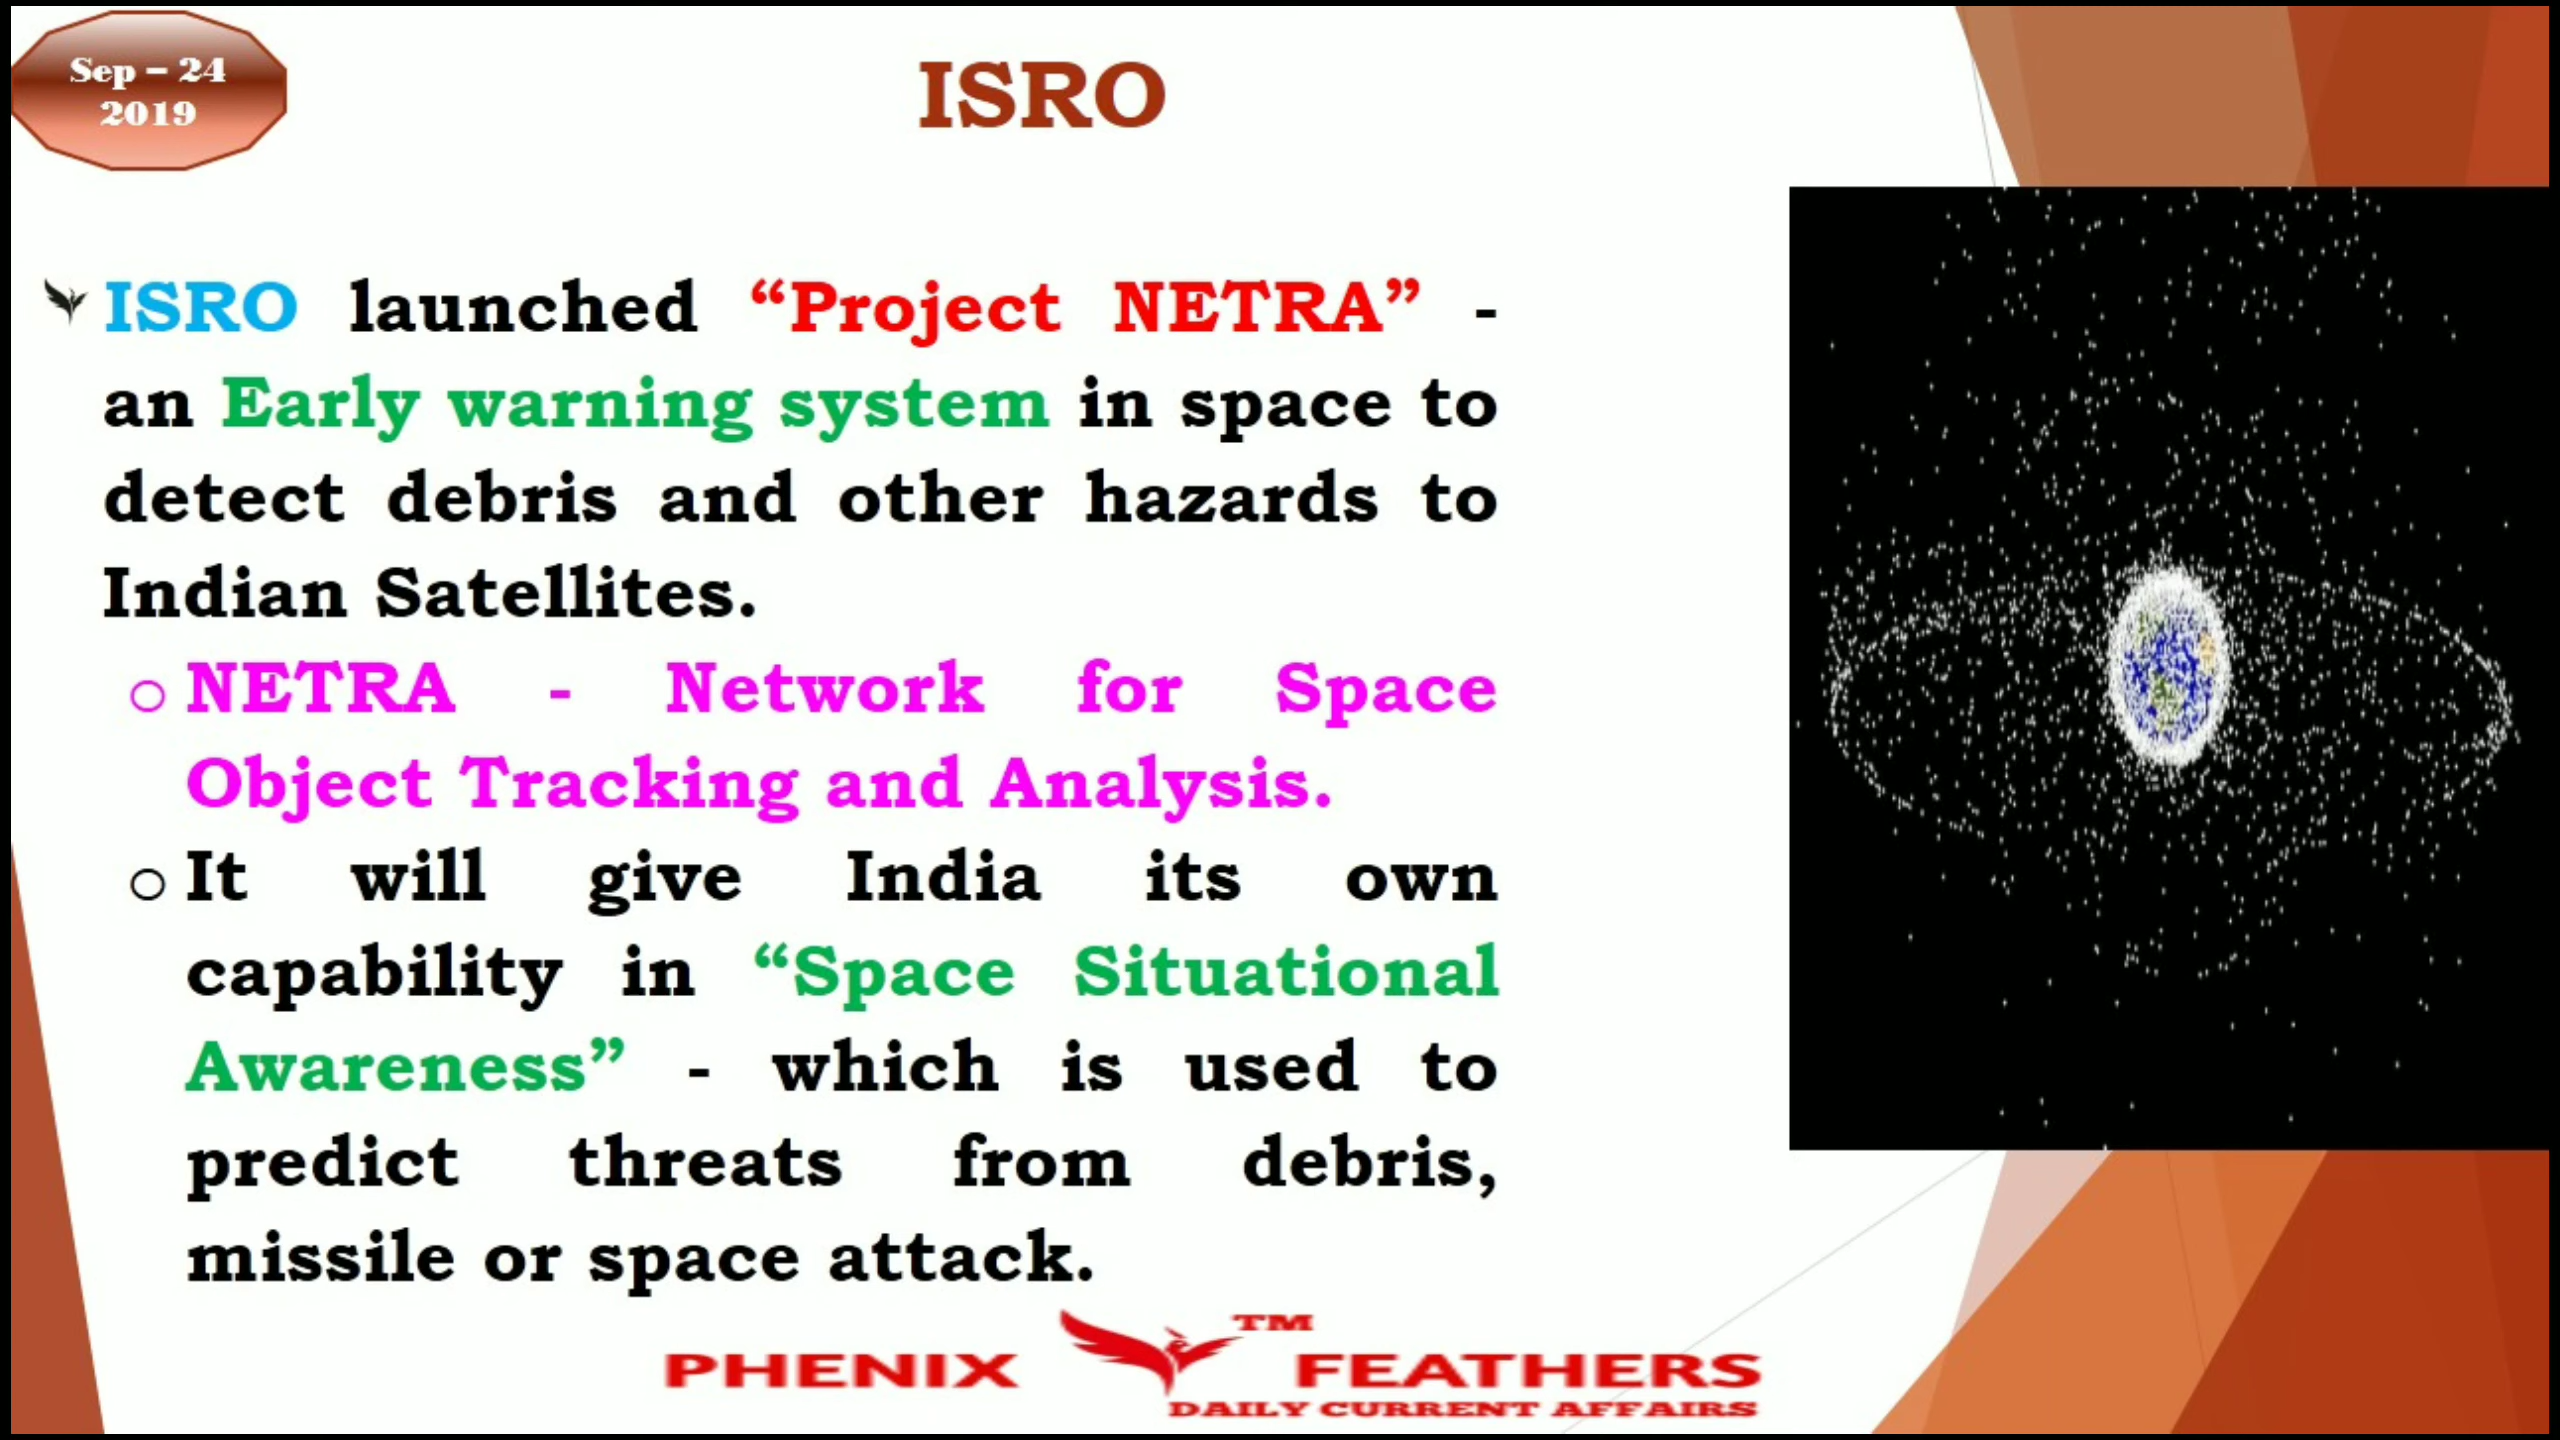 Sep – 24
2019
ISRO
ISRO launched “Project NETRA” -
an Early warning system in space to
detect debris and other hazards to
Indian Satellites.
NETRA - Network for Space
Object Tracking and Analysis.
It will give India its own
capability in “Space Situational
Awareness” - which is used to
predict threats from debris,
missile or space attack.
PHENIX TM FEATHERS
DAILY CURRENT AFFAIRS